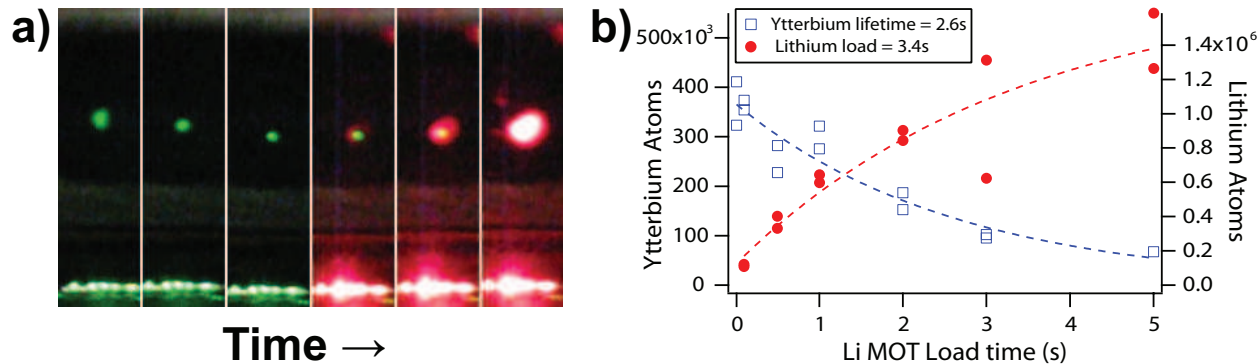 a)
Time →
b)
Ytterbium lifetime = 2.6s
Lithium load = 3.4s
500x10³
400
300
200
100
0
Ytterbium Atoms
1.4x10⁶
1.2
1.0
0.8
0.6
0.4
0.2
0.0
Lithium Atoms
0 1 2 3 4 5
Li MOT Load time (s)